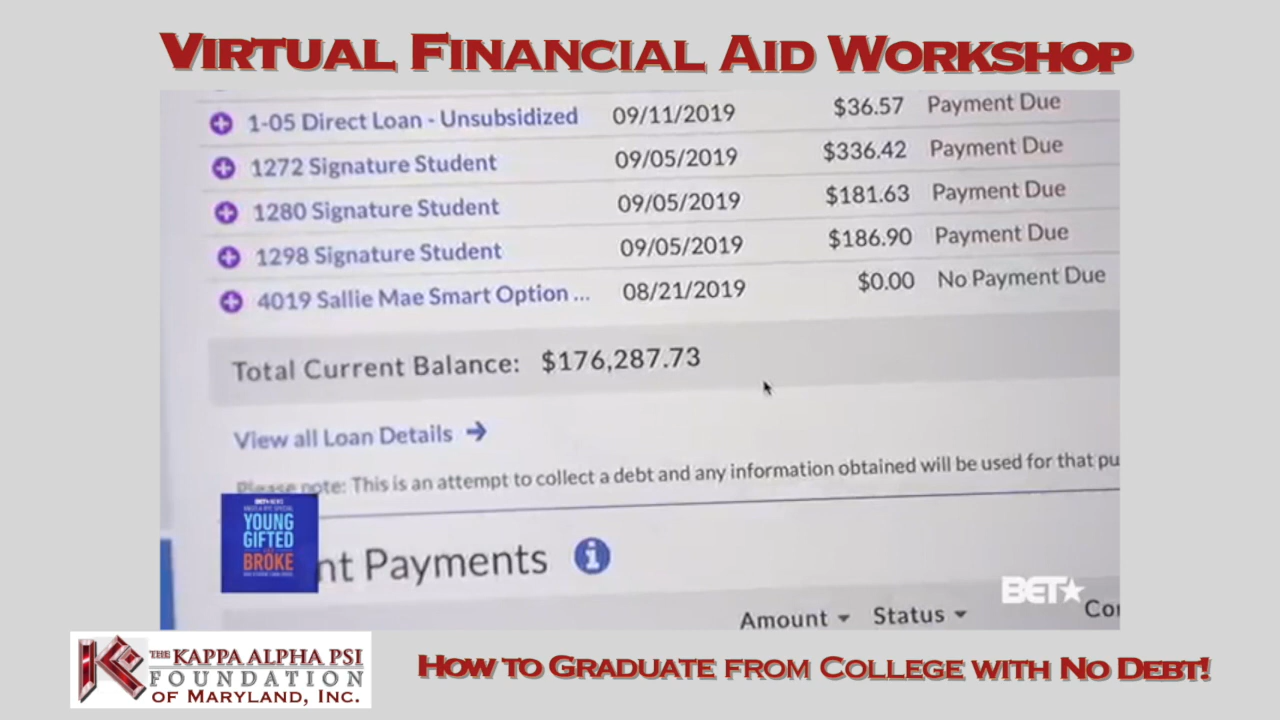 VIRTUAL FINANCIAL AID WORKSHOP
1-05 Direct Loan - Unsubsidized 09/11/2019 $36.57 Payment Due
1272 Signature Student 09/05/2019 $336.42 Payment Due
1280 Signature Student 09/05/2019 $181.63 Payment Due
1298 Signature Student 09/05/2019 $186.90 Payment Due
4019 Sallie Mae Smart Option ... 08/21/2019 $0.00 No Payment Due
Total Current Balance: $176,287.73
View all Loan Details
Please note: This is an attempt to collect a debt and any information obtained will be used for that pu
YOUNG
GIFTED
BROKE
nt Payments
BET
Amount Status Co
THE KAPPA ALPHA PSI
FOUNDATION
OF MARYLAND, INC.
HOW TO GRADUATE FROM COLLEGE WITH NO DEBT!